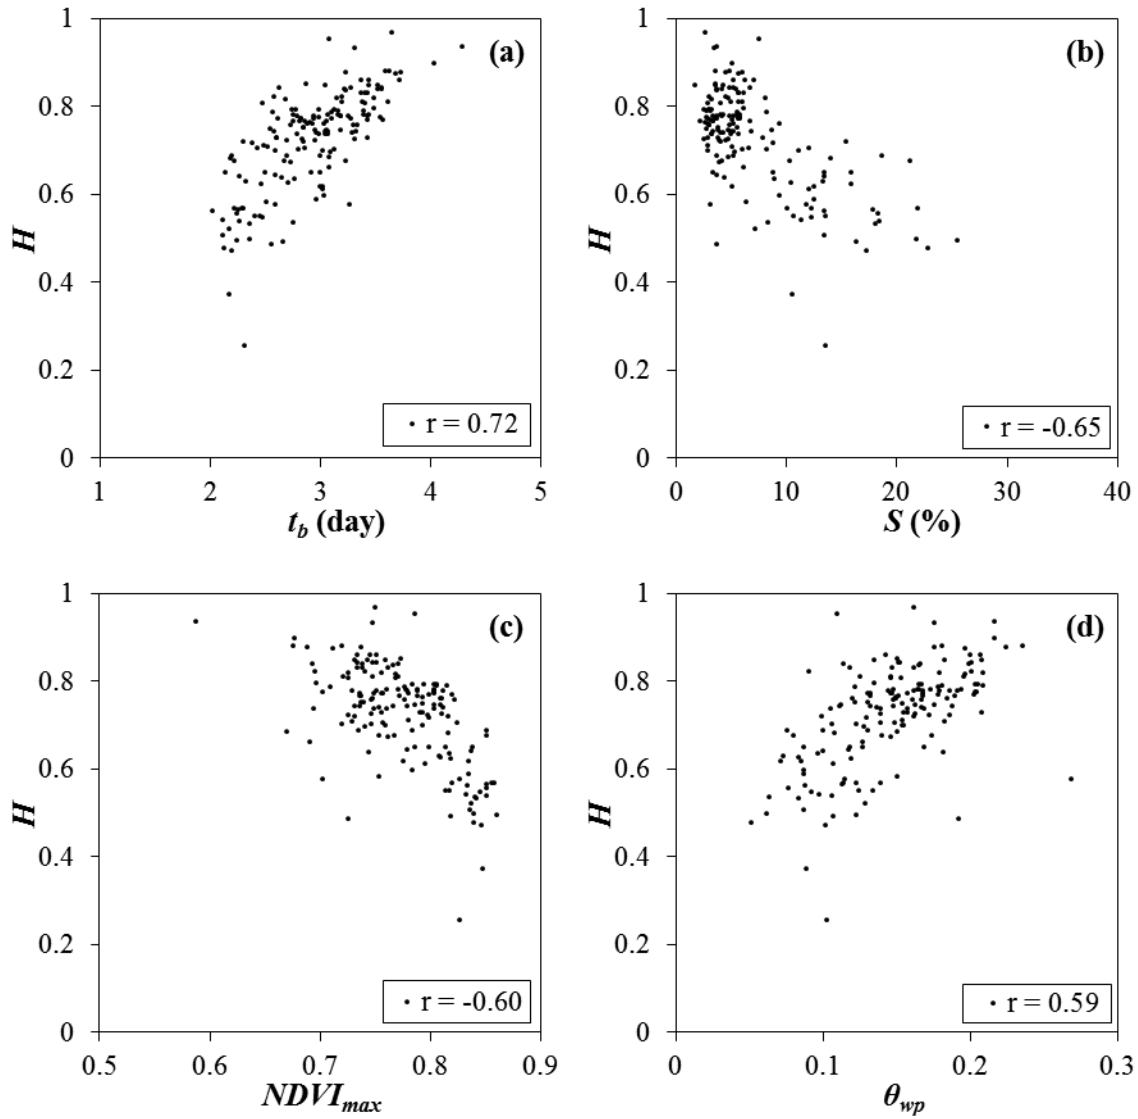 1
(a)
0.8
0.6
H
0.4
0.2
r = 0.72
0
1 2 3 4 5
t_b (day)
1
(b)
0.8
0.6
H
0.4
0.2
r = -0.65
0
0 10 20 30 40
S (%)
1
(c)
0.8
0.6
H
0.4
0.2
r = -0.60
0
0.5 0.6 0.7 0.8 0.9
NDVI_max
1
(d)
0.8
0.6
H
0.4
0.2
r = 0.59
0
0 0.1 0.2 0.3
θ_wp